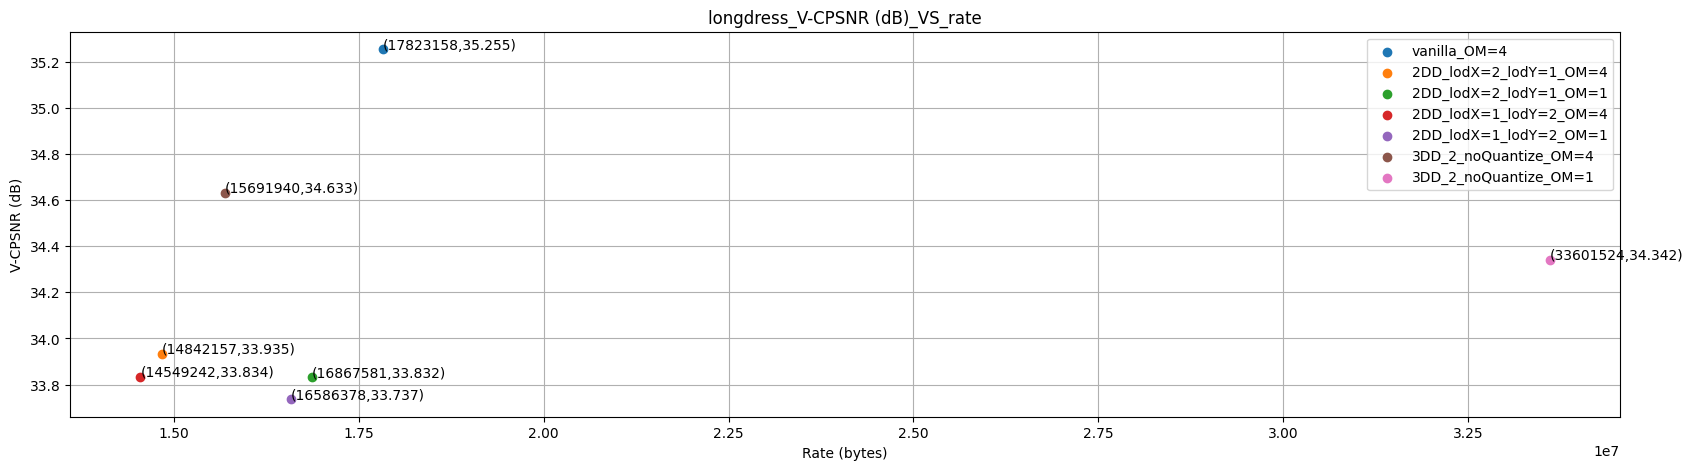 longdress_V-CPSNR (dB)_VS_rate
(17823158,35.255)
(15691940,34.633)
(33601524,34.342)
(14842157,33.935)
(14549242,33.834)
(16867581,33.832)
(16586378,33.737)
vanilla_OM=4
2DD_lodX=2_lodY=1_OM=4
2DD_lodX=2_lodY=1_OM=1
2DD_lodX=1_lodY=2_OM=4
2DD_lodX=1_lodY=2_OM=1
3DD_2_noQuantize_OM=4
3DD_2_noQuantize_OM=1
V-CPSNR (dB)
35.2
35.0
34.8
34.6
34.4
34.2
34.0
33.8
1.50 1.75 2.00 2.25 2.50 2.75 3.00 3.25
1e7
Rate (bytes)